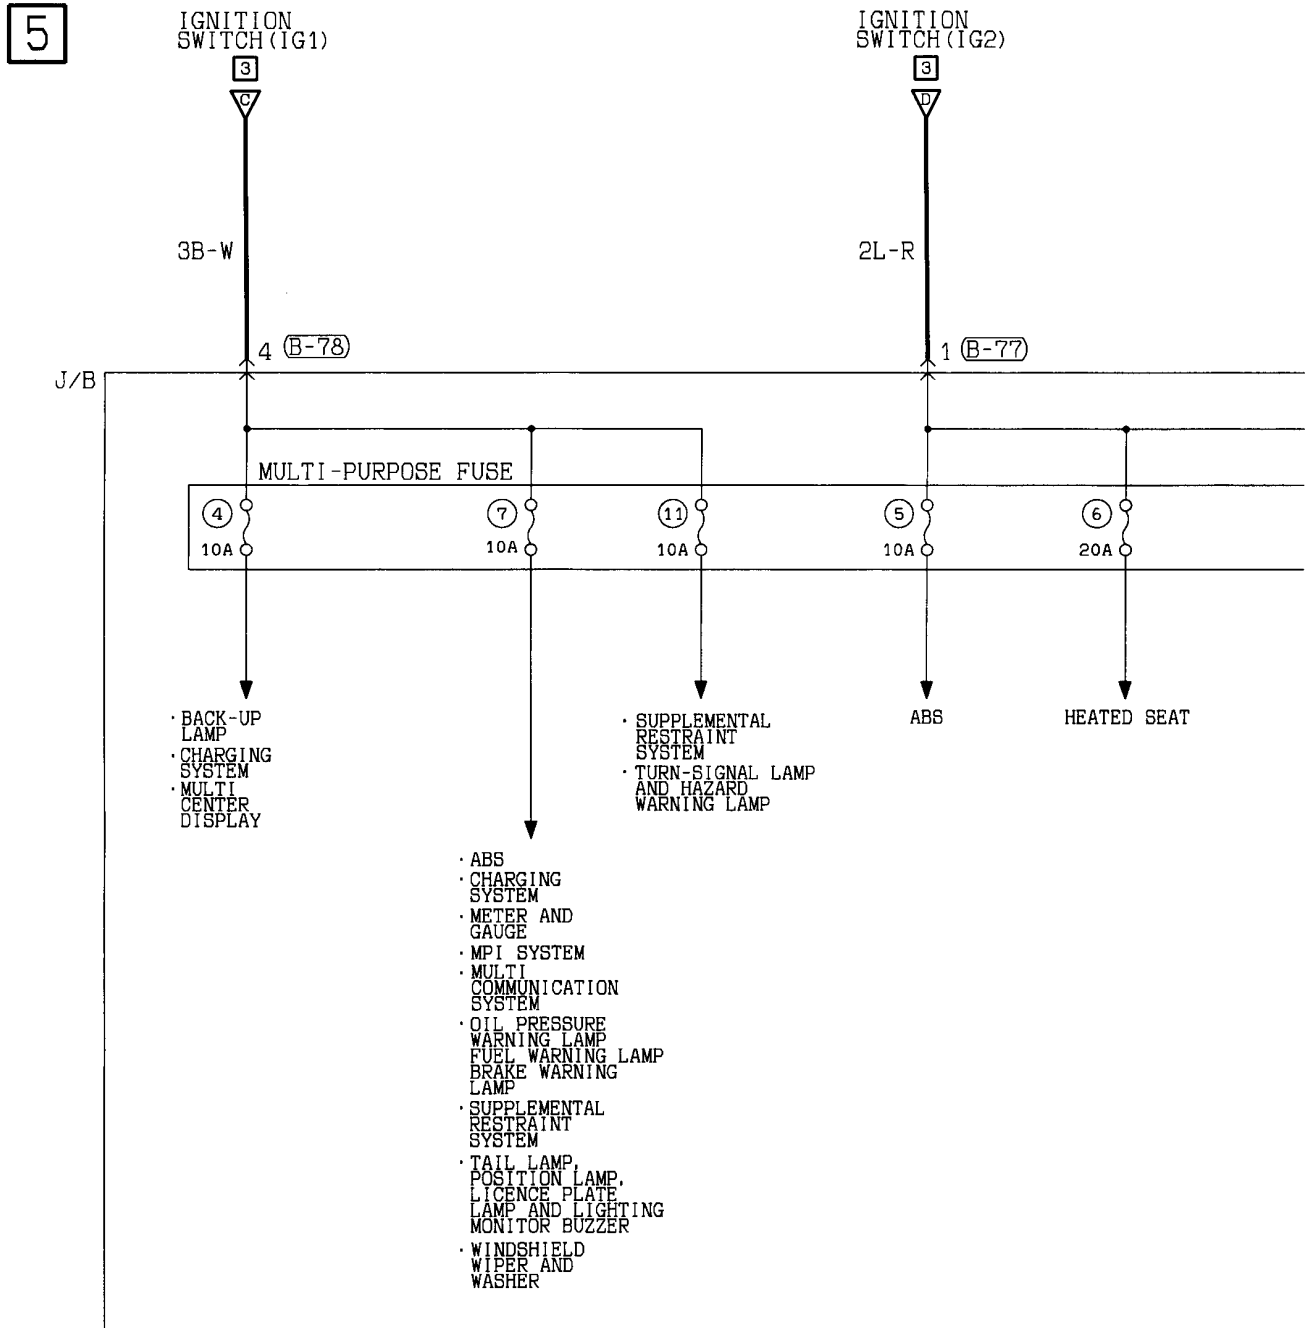 5
IGNITION
SWITCH(IG1)
3
C
IGNITION
SWITCH(IG2)
3
D
3B-W
2L-R
4 B-78
1 B-77
J/B
MULTI-PURPOSE FUSE
4
10A
7
10A
11
10A
5
10A
6
20A
· BACK-UP
LAMP
· CHARGING
SYSTEM
· MULTI
CENTER
DISPLAY
· ABS
· CHARGING
SYSTEM
· METER AND
GAUGE
· MPI SYSTEM
· MULTI
COMMUNICATION
SYSTEM
· OIL PRESSURE
WARNING LAMP
FUEL WARNING LAMP
BRAKE WARNING
LAMP
· SUPPLEMENTAL
RESTRAINT
SYSTEM
· TAIL LAMP,
POSITION LAMP,
LICENCE PLATE
LAMP AND LIGHTING
MONITOR BUZZER
· WINDSHIELD
WIPER AND
WASHER
· SUPPLEMENTAL
RESTRAINT
SYSTEM
· TURN-SIGNAL LAMP
AND HAZARD
WARNING LAMP
ABS
HEATED SEAT